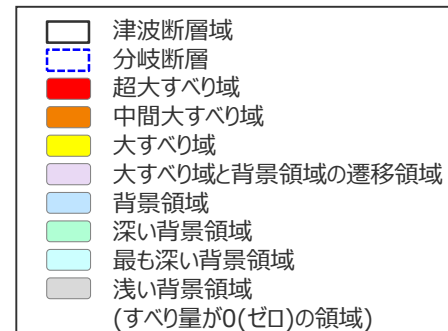 津波断層域
分岐断層
超大すべり域
中間大すべり域
大すべり域
大すべり域と背景領域の遷移領域
背景領域
深い背景領域
最も深い背景領域
浅い背景領域
(すべり量が0(ゼロ)の領域)